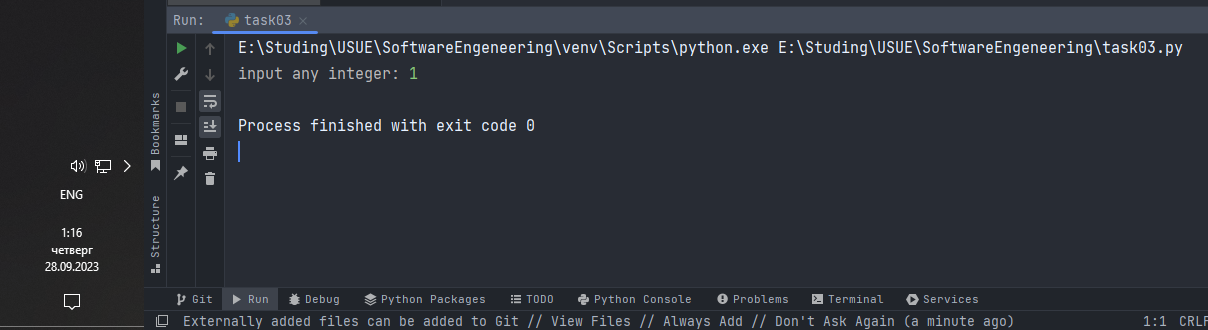 Run: task03
E:\Studing\USUE\SoftwareEngeneering\venv\Scripts\python.exe E:\Studing\USUE\SoftwareEngeneering\task03.py
input any integer: 1
Process finished with exit code 0
Bookmarks
Structure
ENG
1:16
четверг
28.09.2023
Git Run Debug Python Packages TODO Python Console Problems Terminal Services
Externally added files can be added to Git // View Files // Always Add // Don't Ask Again (a minute ago) 1:1 CRLF